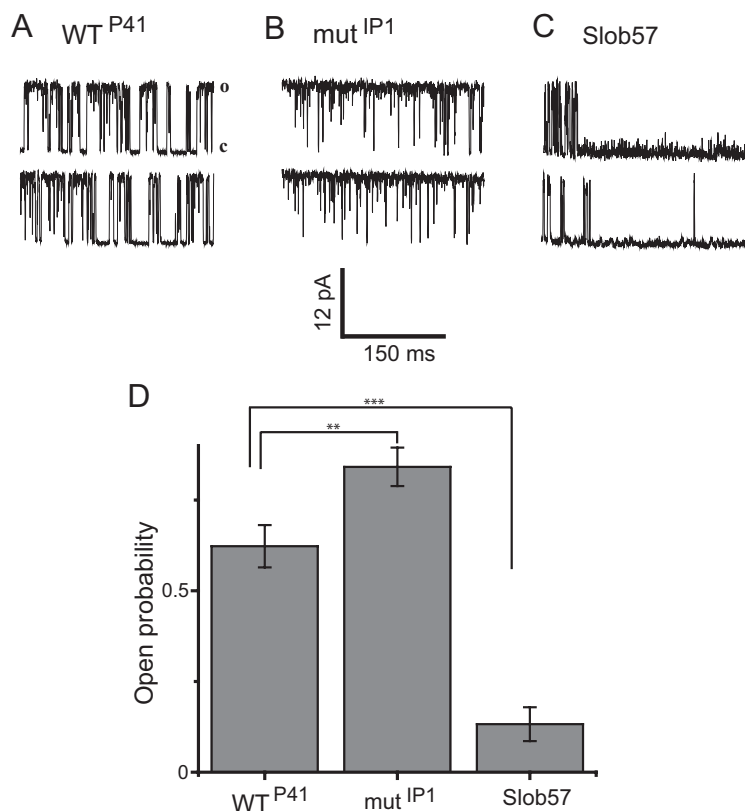 A WT P41
B mut IP1
C Slob57
o
c
12 pA
150 ms
D
***
**
Open probability
0.5
0
WT P41
mut IP1
Slob57